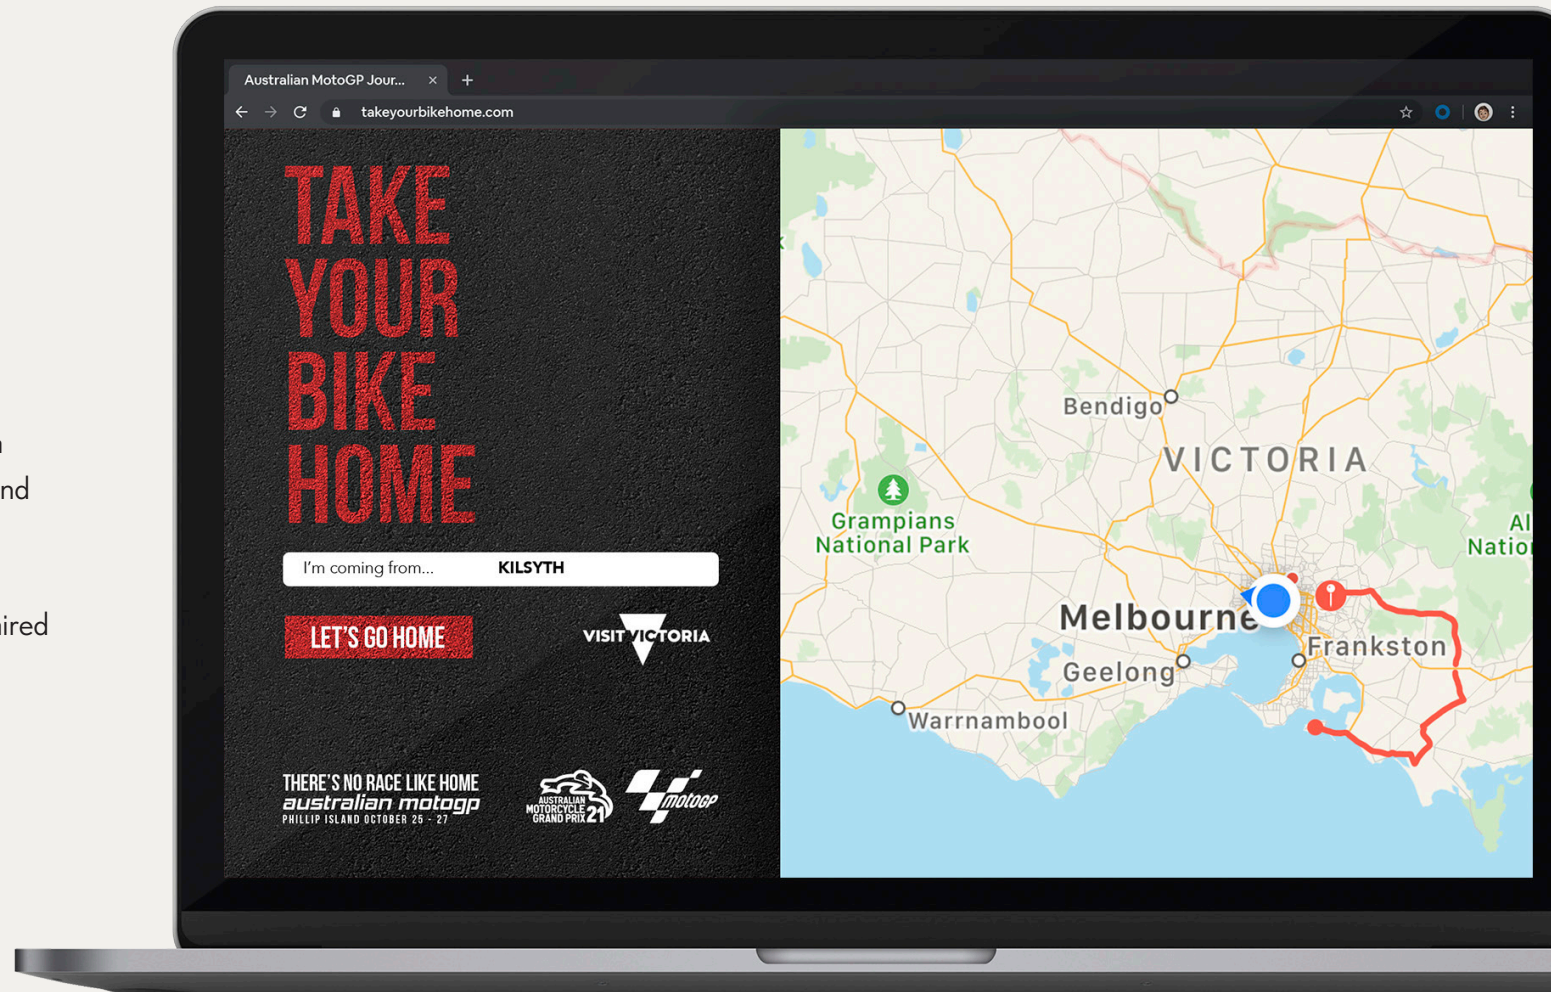 Australian MotoGP Jour...
takeyourbikehome.com
TAKE
YOUR
BIKE
HOME
I'm coming from... KILSYTH
LET'S GO HOME
VISIT VICTORIA
THERE'S NO RACE LIKE HOME
australian motogp
PHILLIP ISLAND OCTOBER 25 - 27
AUSTRALIAN
MOTORCYCLE
GRAND PRIX 21
motogp
Bendigo
VICTORIA
Grampians
National Park
Al
Natio
Melbourne
Frankston
Geelong
Warrnambool
nd
ired